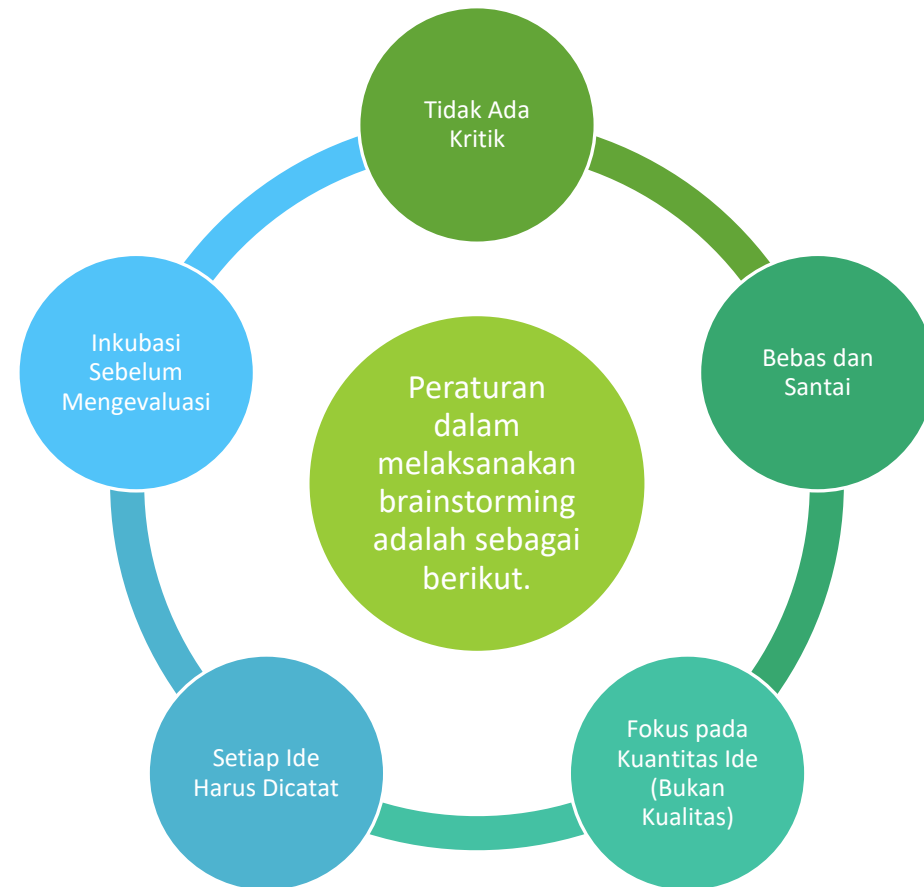 Tidak Ada
Kritik
Bebas dan
Santai
Fokus pada
Kuantitas Ide
(Bukan
Kualitas)
Setiap Ide
Harus Dicatat
Inkubasi
Sebelum
Mengevaluasi
Peraturan
dalam
melaksanakan
brainstorming
adalah sebagai
berikut.